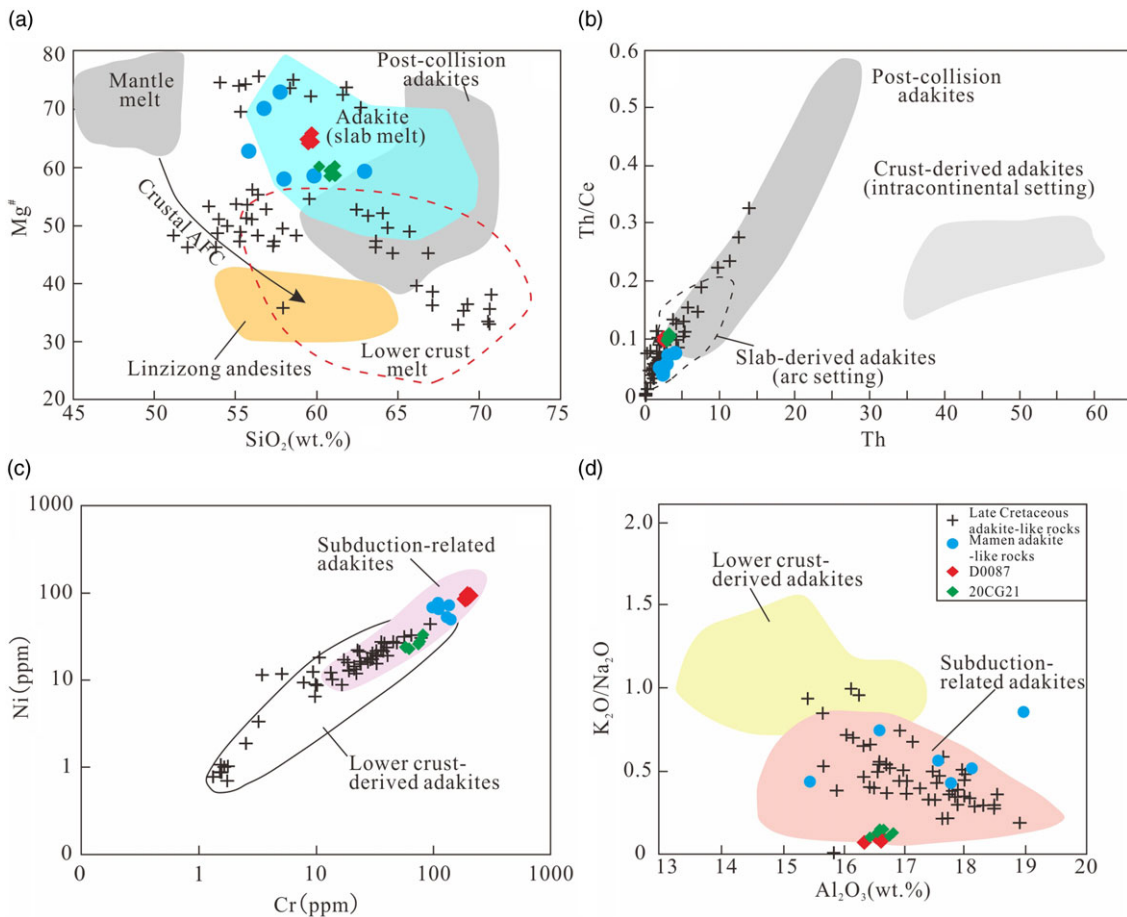 (a)
80
70
60
50
40
30
20
Mg#
Mantle
melt
Post-collision
adakites
Adakite
(slab melt)
Crustal AFC
Linzizong andesites
Lower crust
melt
45
50
55
60
65
70
75
SiO₂(wt.%)
(b)
0.6
0.5
0.4
0.3
0.2
0.1
0
Th/Ce
Post-collision
adakites
Crust-derived adakites
(intracontinental setting)
Slab-derived adakites
(arc setting)
0
10
20
30
40
50
60
Th
(c)
1000
100
10
1
0
Ni(ppm)
Subduction-related
adakites
Lower crust-
derived adakites
0
1
10
100
1000
Cr(ppm)
(d)
2.0
1.5
1.0
0.5
0
K₂O/Na₂O
Late Cretaceous
adakite-like rocks
Mamen adakite
-like rocks
D0087
20CG21
Lower crust-
derived adakites
Subduction-
related adakites
13
14
15
16
17
18
19
20
Al₂O₃(wt.%)